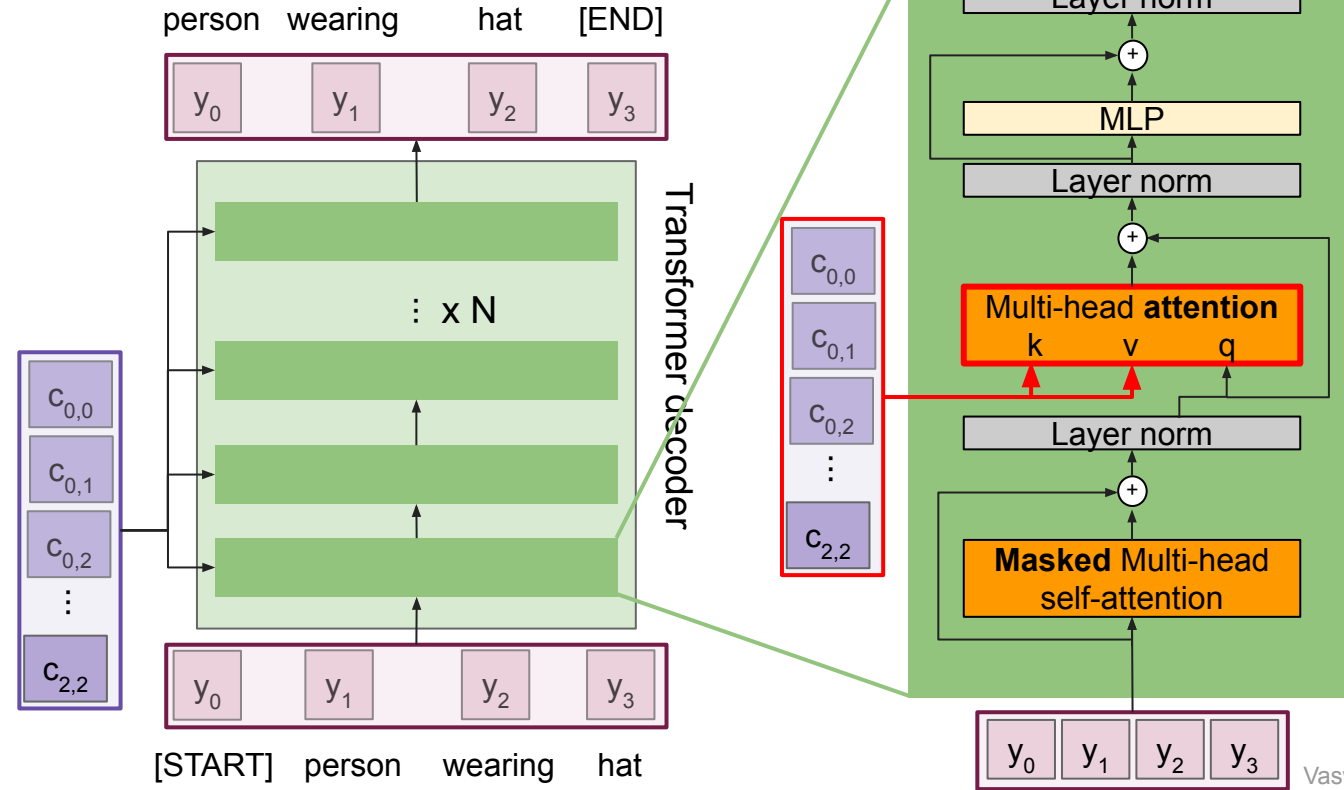 person wearing hat [END]
y0 y1 y2 y3
⋮ x N
Transformer decoder
c0,0
c0,1
c0,2
⋮
c2,2
y0 y1 y2 y3
[START] person wearing hat
Layer norm
+
MLP
Layer norm
+
Multi-head attention
k v q
c0,0
c0,1
c0,2
⋮
c2,2
Layer norm
+
Masked Multi-head
self-attention
y0 y1 y2 y3
Vas